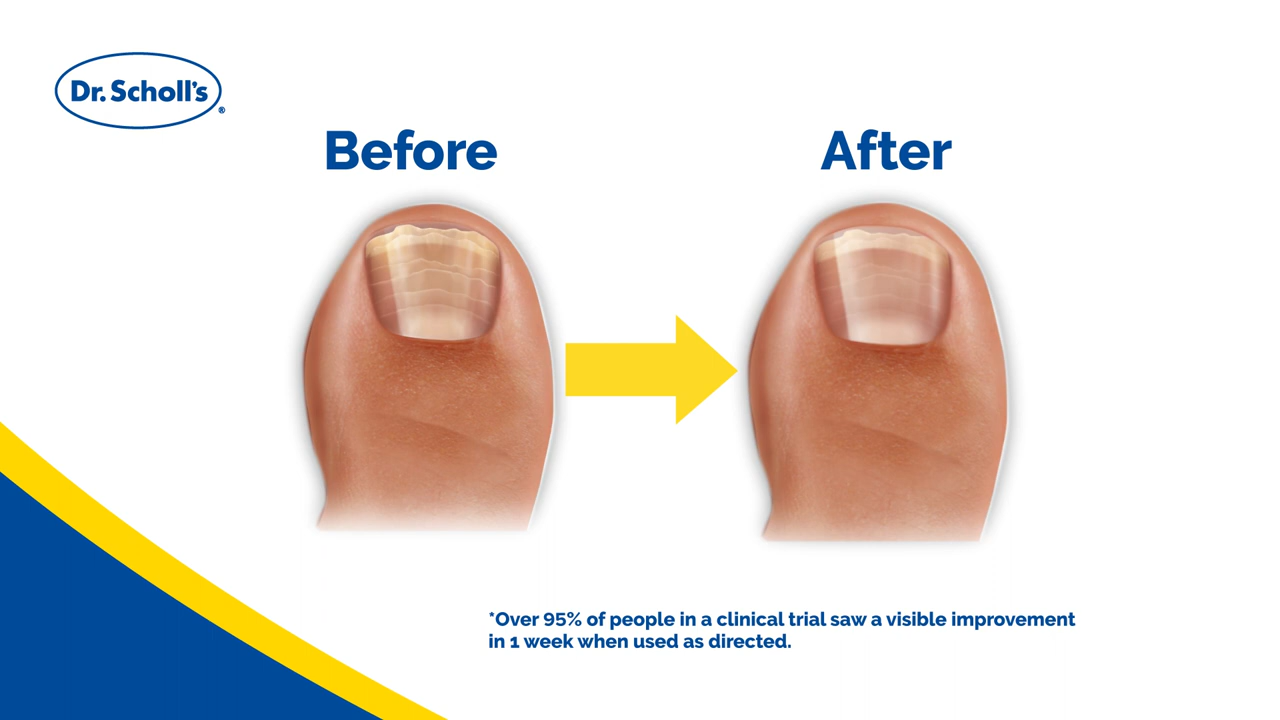 Dr. Scholl's®
Before
After
*Over 95% of people in a clinical trial saw a visible improvement
in 1 week when used as directed.